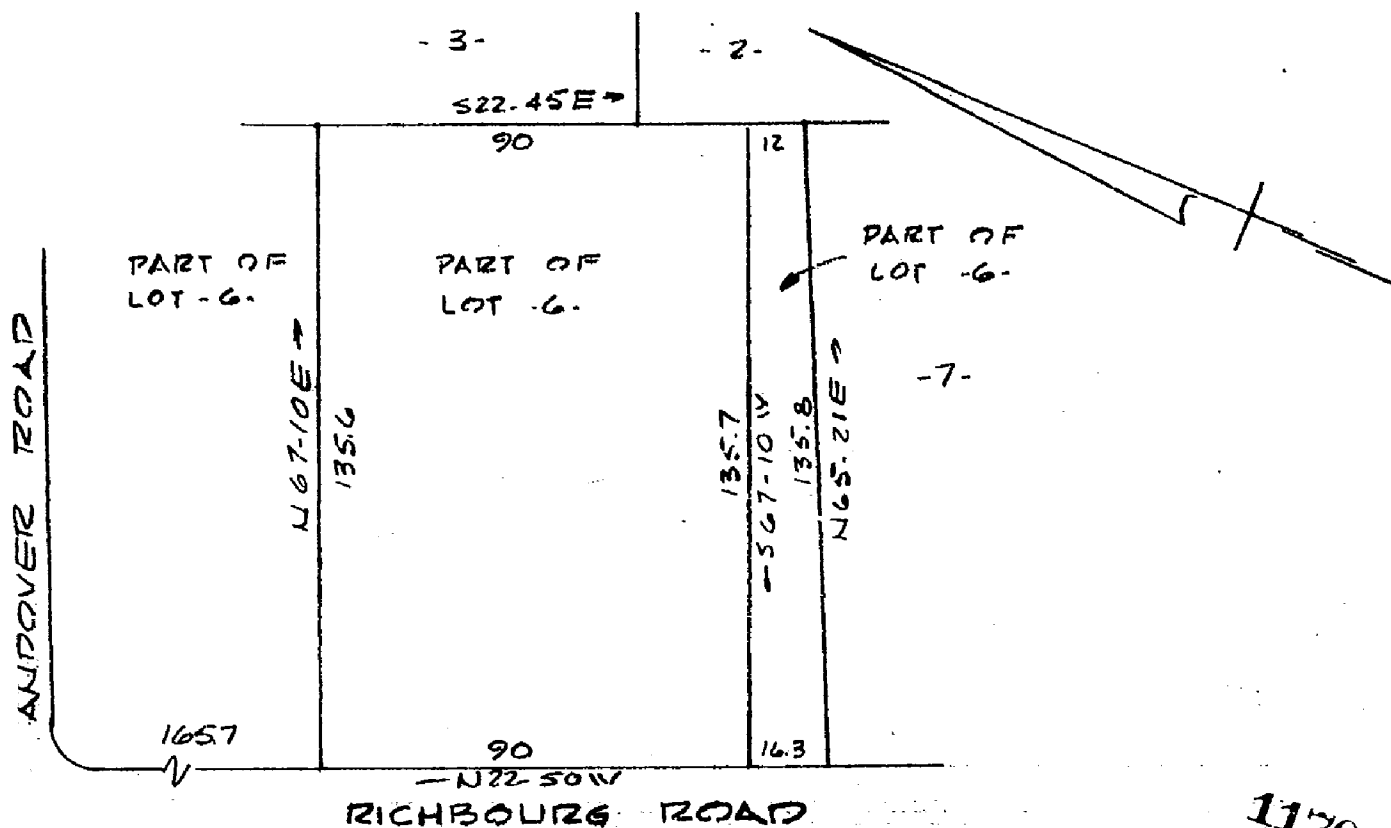 - 3 -
- 2 -
S22-45E →
90
12
PART OF
LOT -6-
PART OF
LOT -6-
PART OF
LOT -6-
-7-
ANDOVER ROAD
N67-10E →
135.6
135.7
— S67-10W
135.8
N65-21E →
165.7
90
16.3
— N22-50W
RICHBOURG ROAD